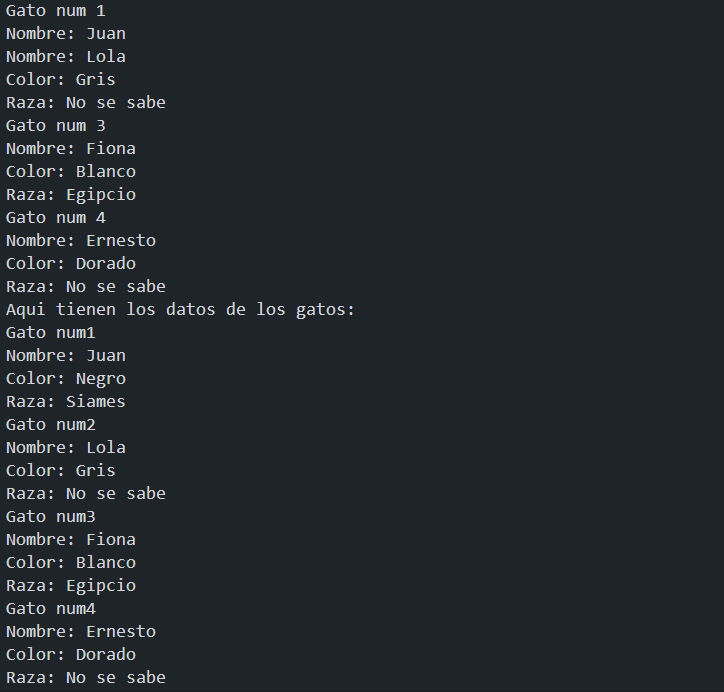 Gato num 1
Nombre: Juan
Nombre: Lola
Color: Gris
Raza: No se sabe
Gato num 3
Nombre: Fiona
Color: Blanco
Raza: Egipcio
Gato num 4
Nombre: Ernesto
Color: Dorado
Raza: No se sabe
Aqui tienen los datos de los gatos:
Gato num1
Nombre: Juan
Color: Negro
Raza: Siames
Gato num2
Nombre: Lola
Color: Gris
Raza: No se sabe
Gato num3
Nombre: Fiona
Color: Blanco
Raza: Egipcio
Gato num4
Nombre: Ernesto
Color: Dorado
Raza: No se sabe